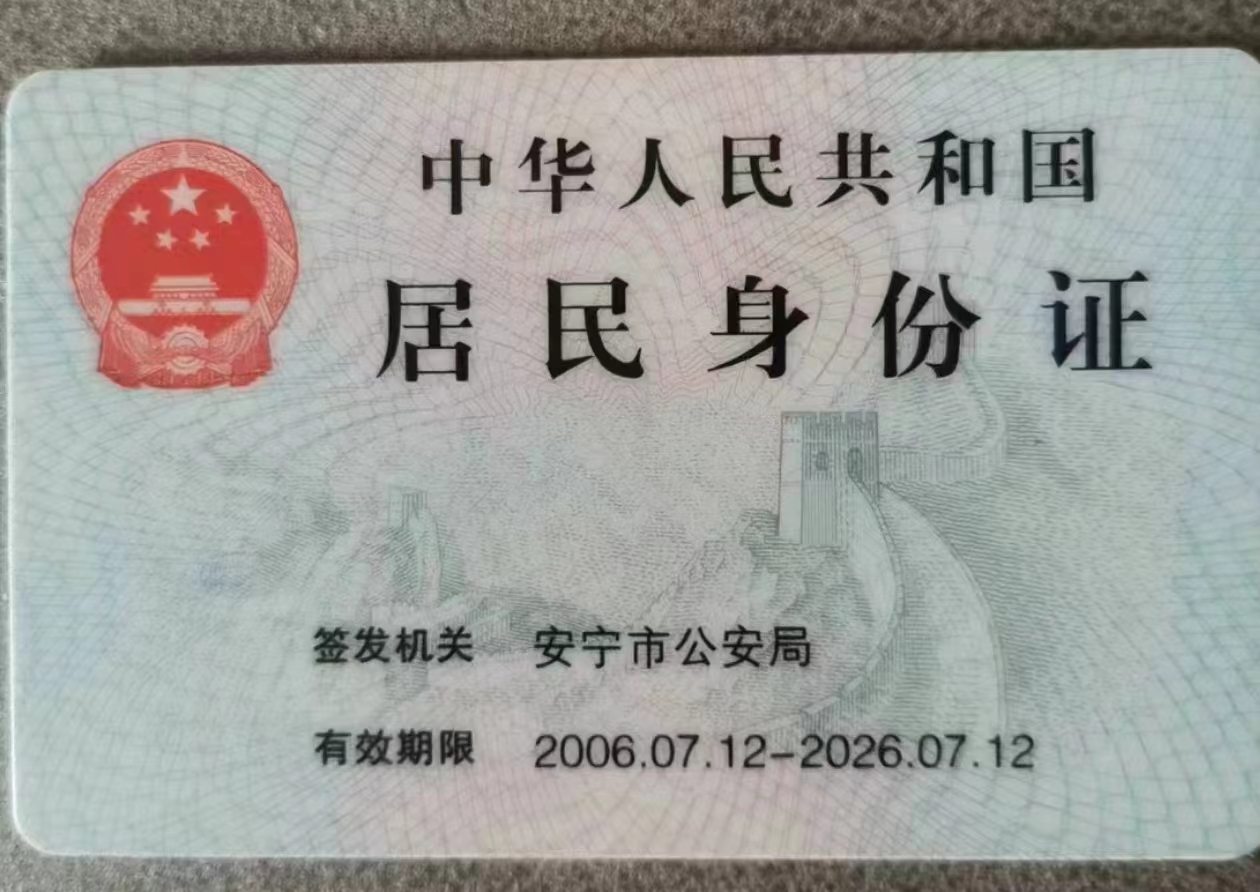 中华人民共和国
居民身份证
签发机关 安宁市公安局
有效期限 2006.07.12-2026.07.12